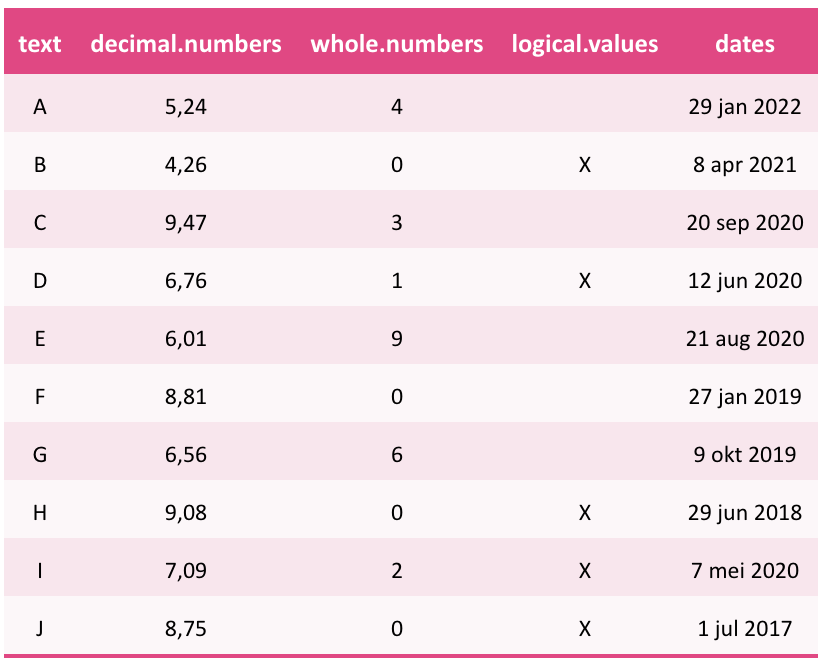 text decimal.numbers whole.numbers logical.values dates
A 5,24 4 29 jan 2022
B 4,26 0 X 8 apr 2021
C 9,47 3 20 sep 2020
D 6,76 1 X 12 jun 2020
E 6,01 9 21 aug 2020
F 8,81 0 27 jan 2019
G 6,56 6 9 okt 2019
H 9,08 0 X 29 jun 2018
I 7,09 2 X 7 mei 2020
J 8,75 0 X 1 jul 2017